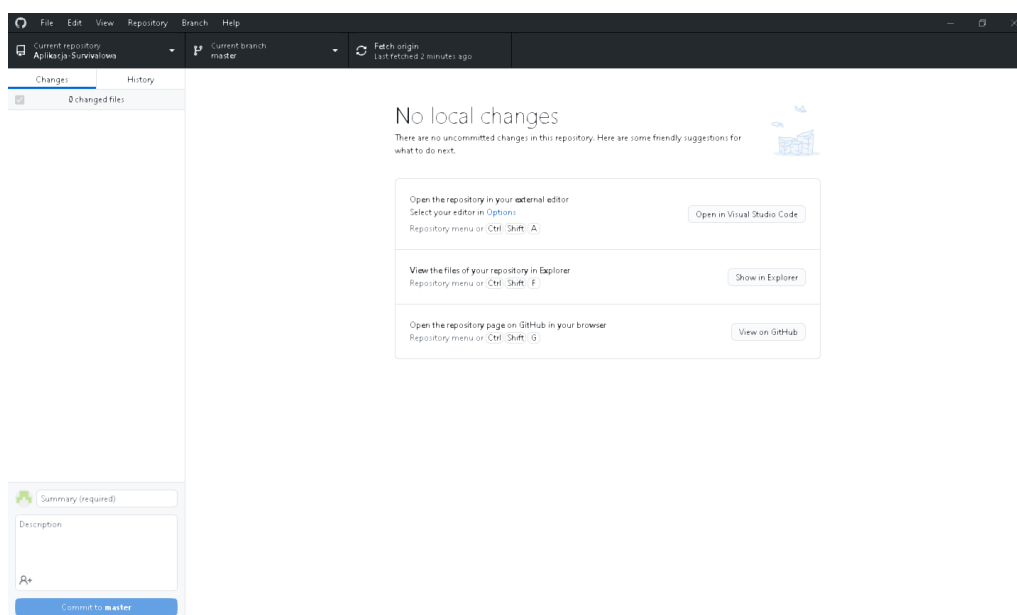 File Edit View Repository Branch Help
Current repository
Aplikacja-Survivalowa
Current branch
master
Fetch origin
Last fetched 2 minutes ago
Changes History
0 changed files
No local changes
There are no uncommitted changes in this repository. Here are some friendly suggestions for
what to do next.
Open the repository in your external editor
Select your editor in Options
Repository menu or Ctrl Shift A
Open in Visual Studio Code
View the files of your repository in Explorer
Repository menu or Ctrl Shift F
Show in Explorer
Open the repository page on GitHub in your browser
Repository menu or Ctrl Shift G
View on GitHub
Summary (required)
Description
Commit to master